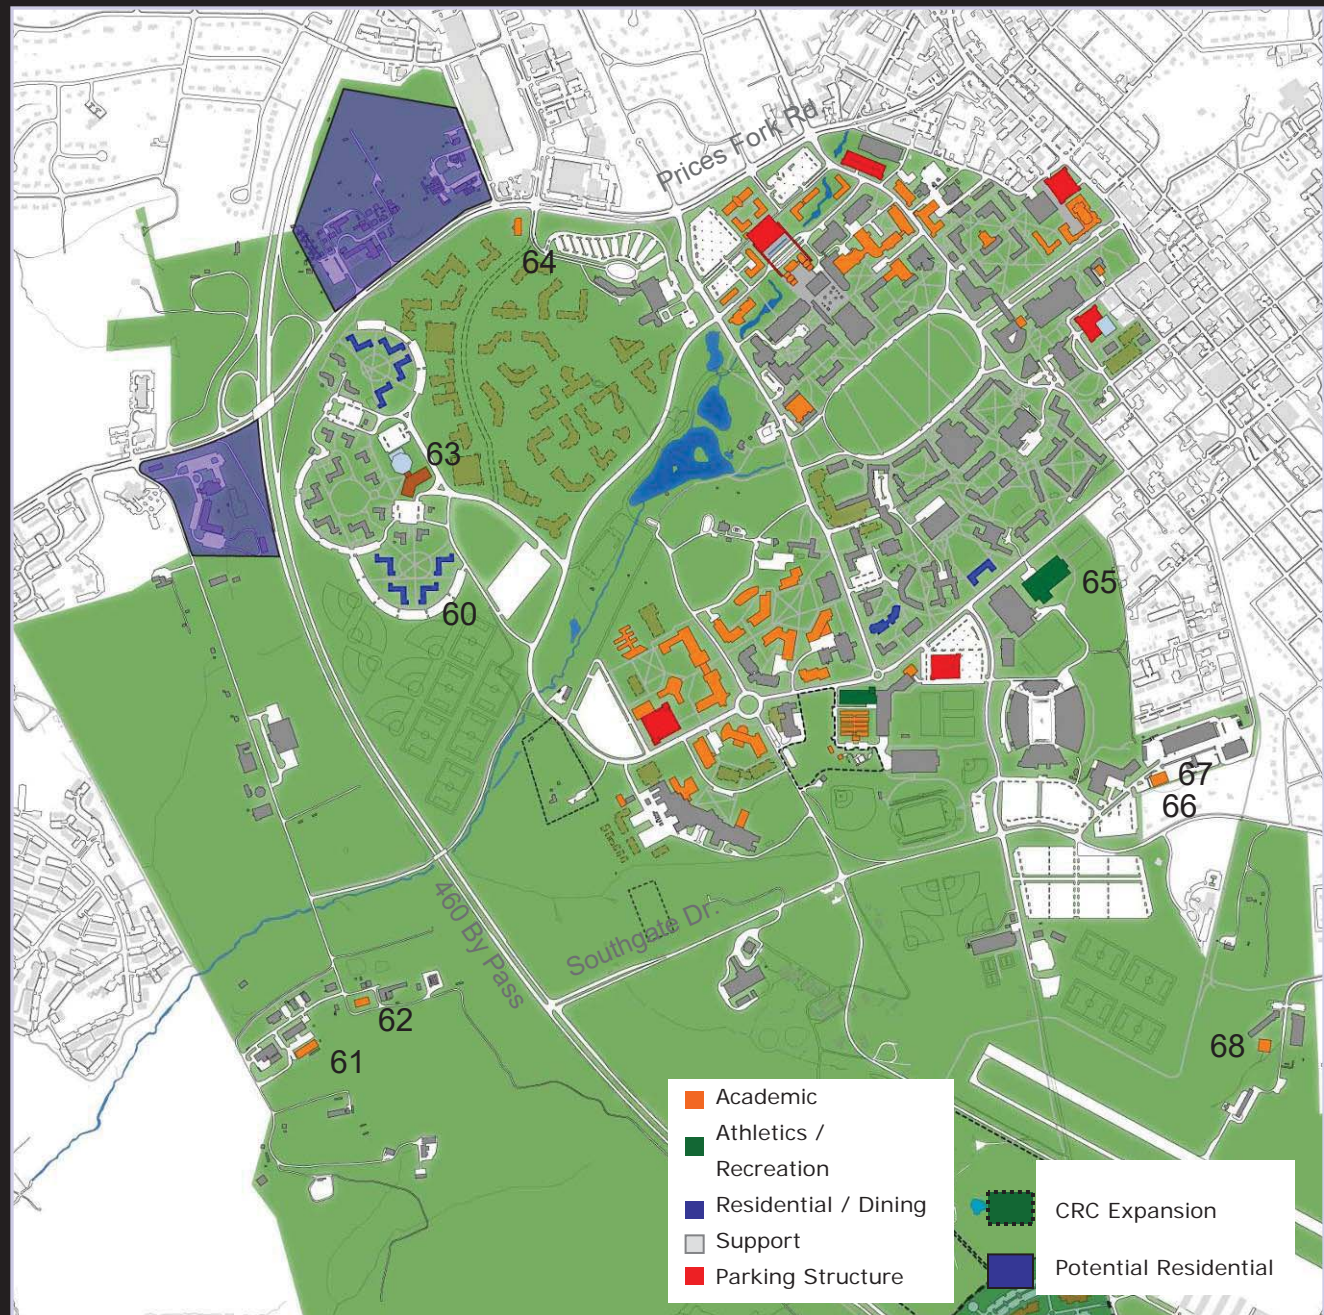 Prices Fork Rd.
64
63
60
65
67
66
460 By Pass
Southgate Dr.
62
61
68
Academic
Athletics /
Recreation
Residential / Dining
Support
Parking Structure
CRC Expansion
Potential Residential